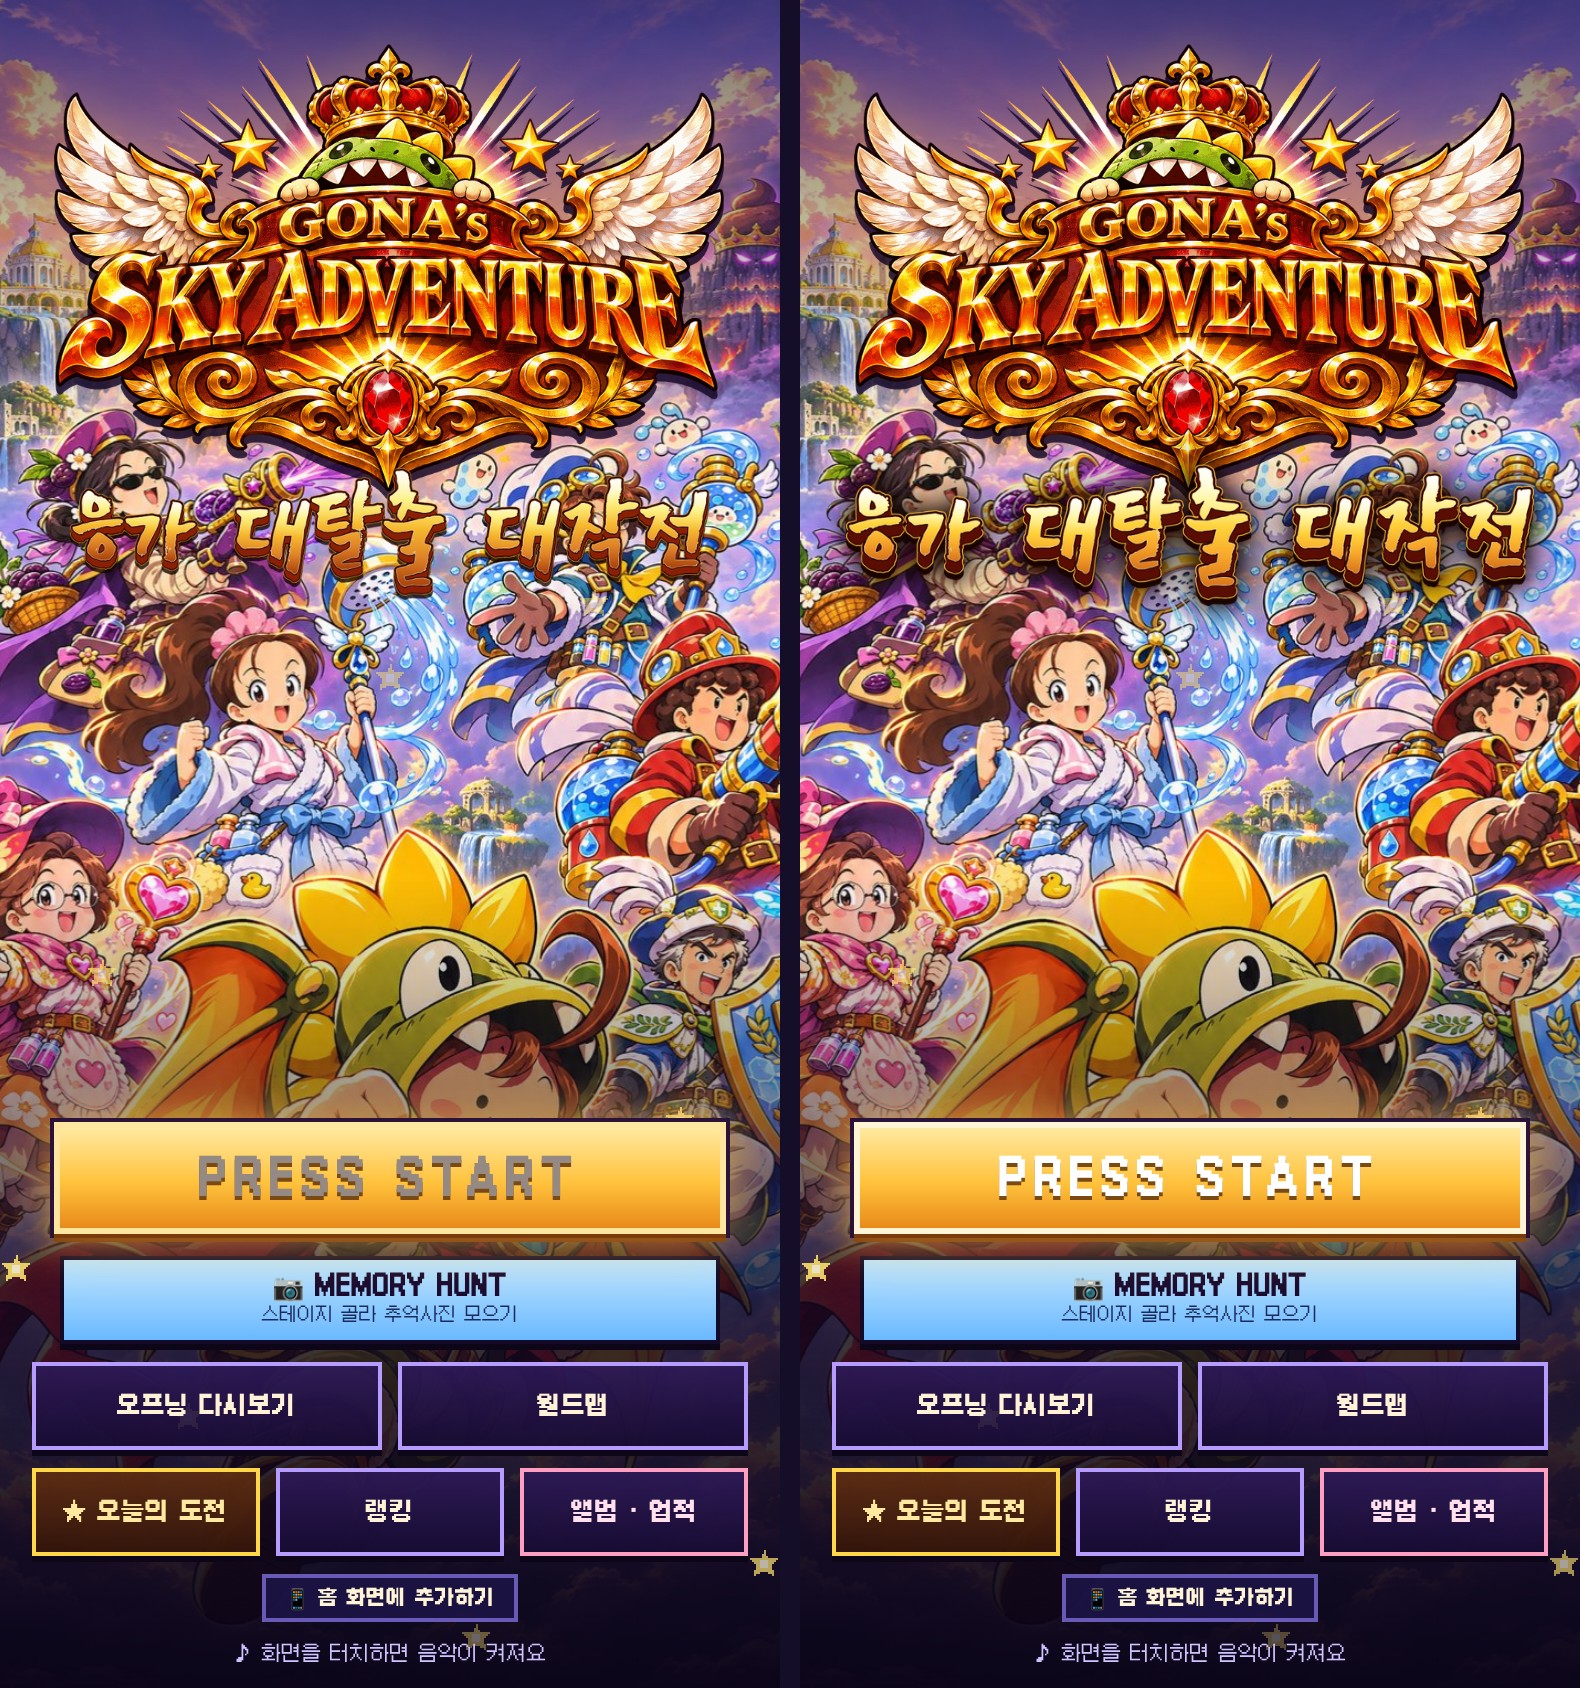 GONA's
SKY ADVENTURE
응가 대탈출 대작전
PRESS START
📷 MEMORY HUNT
스테이지 골라 추억사진 모으기
오프닝 다시보기
월드맵
★ 오늘의 도전
랭킹
앨범 · 업적
📱 홈 화면에 추가하기
♪ 화면을 터치하면 음악이 켜져요
GONA's
SKY ADVENTURE
응가 대탈출 대작전
PRESS START
📷 MEMORY HUNT
스테이지 골라 추억사진 모으기
오프닝 다시보기
월드맵
★ 오늘의 도전
랭킹
앨범 · 업적
📱 홈 화면에 추가하기
♪ 화면을 터치하면 음악이 켜져요